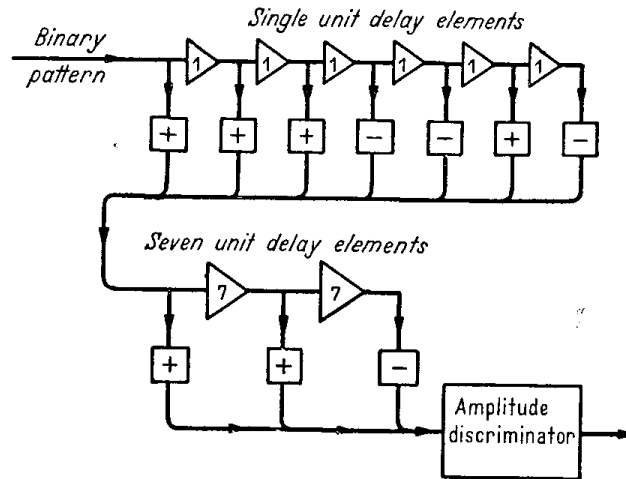 Single unit delay elements
Binary
pattern
1 1 1 1 1 1
+ + + - - + -
Seven unit delay elements
7 7
+ + -
Amplitude
discriminator